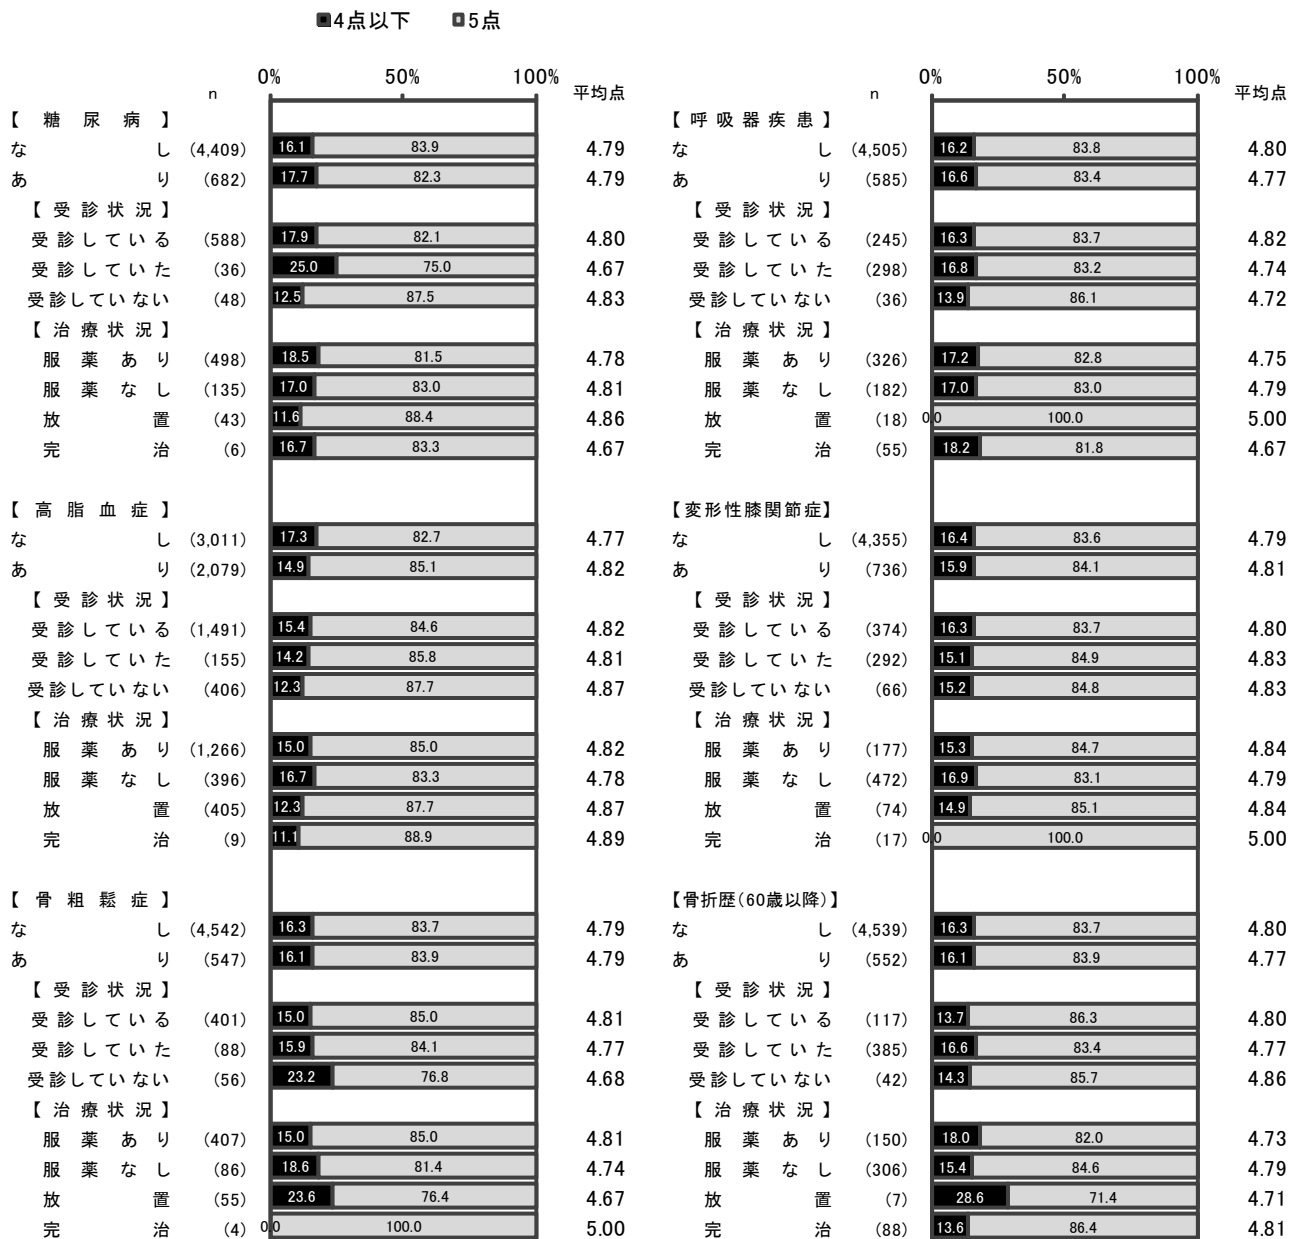 ■4点以下 ■5点
0% 50% 100%
n 平均点
【糖尿病】
なし (4,409) 16.1 83.9 4.79
あり (682) 17.7 82.3 4.79
【受診状況】
受診している (588) 17.9 82.1 4.80
受診していた (36) 25.0 75.0 4.67
受診していない (48) 12.5 87.5 4.83
【治療状況】
服薬あり (498) 18.5 81.5 4.78
服薬なし (135) 17.0 83.0 4.81
放置 (43) 11.6 88.4 4.86
完治 (6) 16.7 83.3 4.67
【高脂血症】
なし (3,011) 17.3 82.7 4.77
あり (2,079) 14.9 85.1 4.82
【受診状況】
受診している (1,491) 15.4 84.6 4.82
受診していた (155) 14.2 85.8 4.81
受診していない (406) 12.3 87.7 4.87
【治療状況】
服薬あり (1,266) 15.0 85.0 4.82
服薬なし (396) 16.7 83.3 4.78
放置 (405) 12.3 87.7 4.87
完治 (9) 11.1 88.9 4.89
【骨粗鬆症】
なし (4,542) 16.3 83.7 4.79
あり (547) 16.1 83.9 4.79
【受診状況】
受診している (401) 15.0 85.0 4.81
受診していた (88) 15.9 84.1 4.77
受診していない (56) 23.2 76.8 4.68
【治療状況】
服薬あり (407) 15.0 85.0 4.81
服薬なし (86) 18.6 81.4 4.74
放置 (55) 23.6 76.4 4.67
完治 (4) 0.0 100.0 5.00
0% 50% 100%
n 平均点
【呼吸器疾患】
なし (4,505) 16.2 83.8 4.80
あり (585) 16.6 83.4 4.77
【受診状況】
受診している (245) 16.3 83.7 4.82
受診していた (298) 16.8 83.2 4.74
受診していない (36) 13.9 86.1 4.72
【治療状況】
服薬あり (326) 17.2 82.8 4.75
服薬なし (182) 17.0 83.0 4.79
放置 (18) 0.0 100.0 5.00
完治 (55) 18.2 81.8 4.67
【変形性膝関節症】
なし (4,355) 16.4 83.6 4.79
あり (736) 15.9 84.1 4.81
【受診状況】
受診している (374) 16.3 83.7 4.80
受診していた (292) 15.1 84.9 4.83
受診していない (66) 15.2 84.8 4.83
【治療状況】
服薬あり (177) 15.3 84.7 4.84
服薬なし (472) 16.9 83.1 4.79
放置 (74) 14.9 85.1 4.84
完治 (17) 0.0 100.0 5.00
【骨折歴(60歳以降)】
なし (4,539) 16.3 83.7 4.80
あり (552) 16.1 83.9 4.77
【受診状況】
受診している (117) 13.7 86.3 4.80
受診していた (385) 16.6 83.4 4.77
受診していない (42) 14.3 85.7 4.86
【治療状況】
服薬あり (150) 18.0 82.0 4.73
服薬なし (306) 15.4 84.6 4.79
放置 (7) 28.6 71.4 4.71
完治 (88) 13.6 86.4 4.81